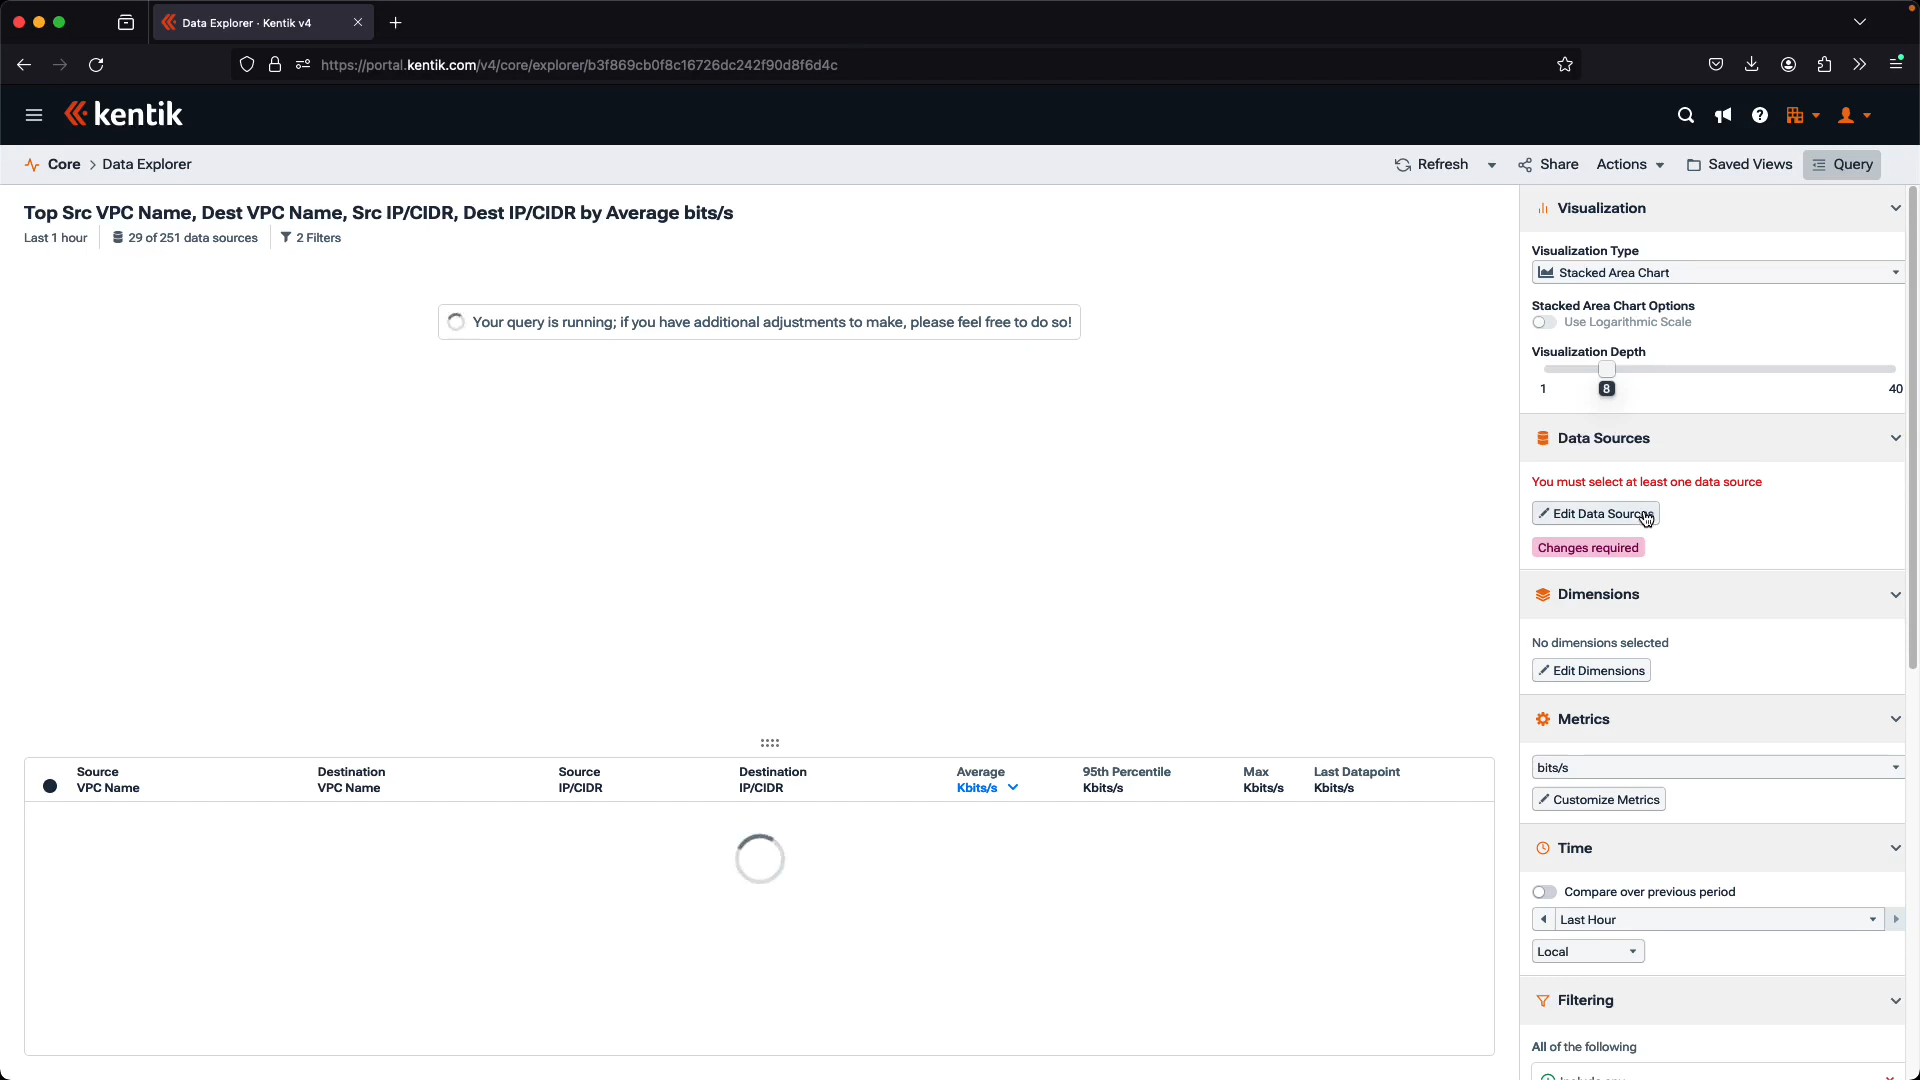 Data Explorer · Kentik v4
https://portal.kentik.com/v4/core/explorer/b3f869cb0f8c16726dc242f90d8f6d4c
kentik
Core > Data Explorer
Refresh
Share
Actions
Saved Views
Query
Top Src VPC Name, Dest VPC Name, Src IP/CIDR, Dest IP/CIDR by Average bits/s
Last 1 hour
29 of 251 data sources
2 Filters
Your query is running; if you have additional adjustments to make, please feel free to do so!
Source
VPC Name
Destination
VPC Name
Source
IP/CIDR
Destination
IP/CIDR
Average
Kbits/s
95th Percentile
Kbits/s
Max
Kbits/s
Last Datapoint
Kbits/s
Visualization
Visualization Type
Stacked Area Chart
Stacked Area Chart Options
Use Logarithmic Scale
Visualization Depth
1
8
40
Data Sources
You must select at least one data source
Edit Data Sources
Changes required
Dimensions
No dimensions selected
Edit Dimensions
Metrics
bits/s
Customize Metrics
Time
Compare over previous period
Last Hour
Local
Filtering
All of the following